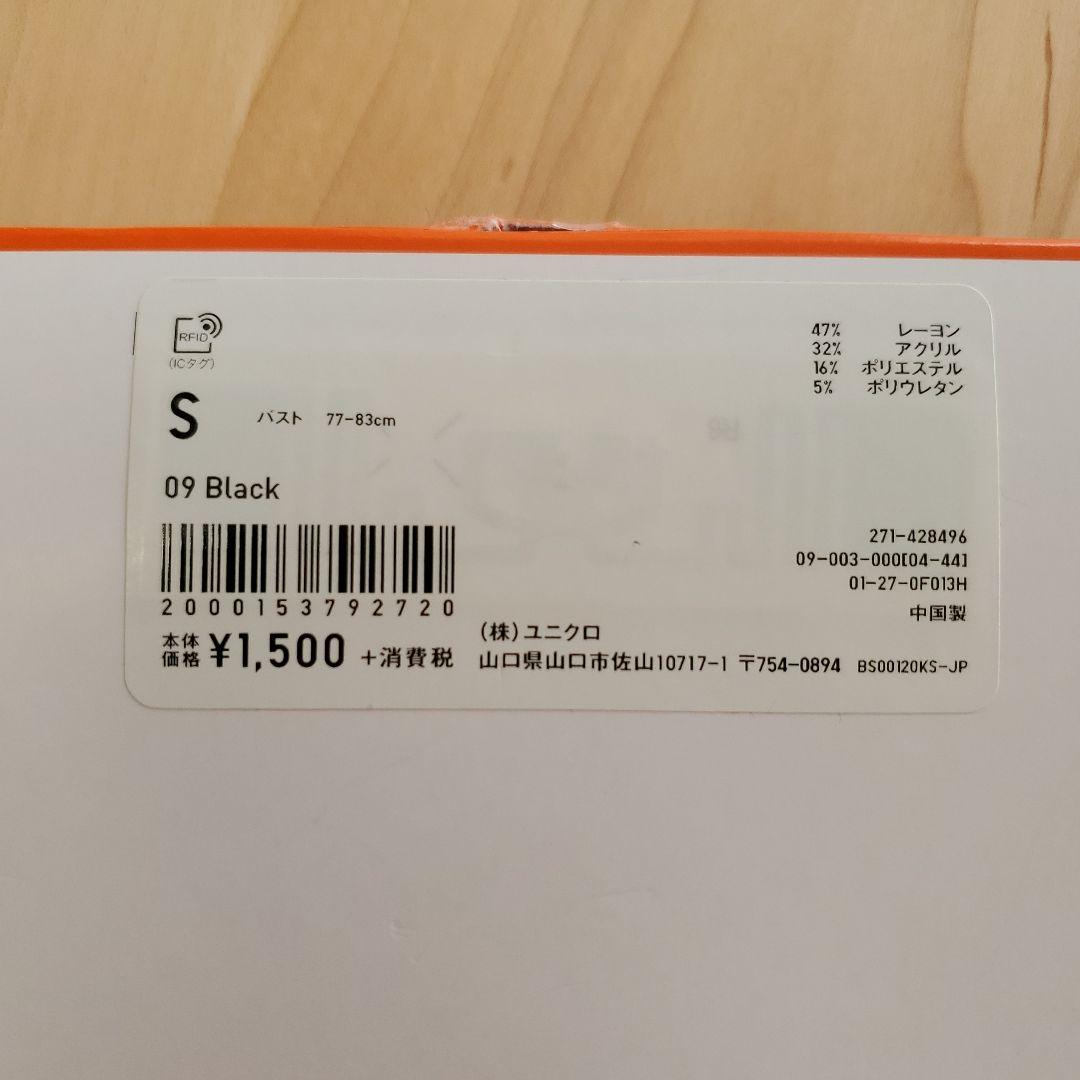 RFID
(ICタグ)
47% レーヨン
32% アクリル
16% ポリエステル
5% ポリウレタン
S バスト 77-83cm
09 Black
2000153792720
271-428496
09-003-000[04-44]
01-27-0F013H
中国製
本体価格 ¥1,500 +消費税
(株)ユニクロ
山口県山口市佐山10717-1 〒754-0894 BS00120KS-JP